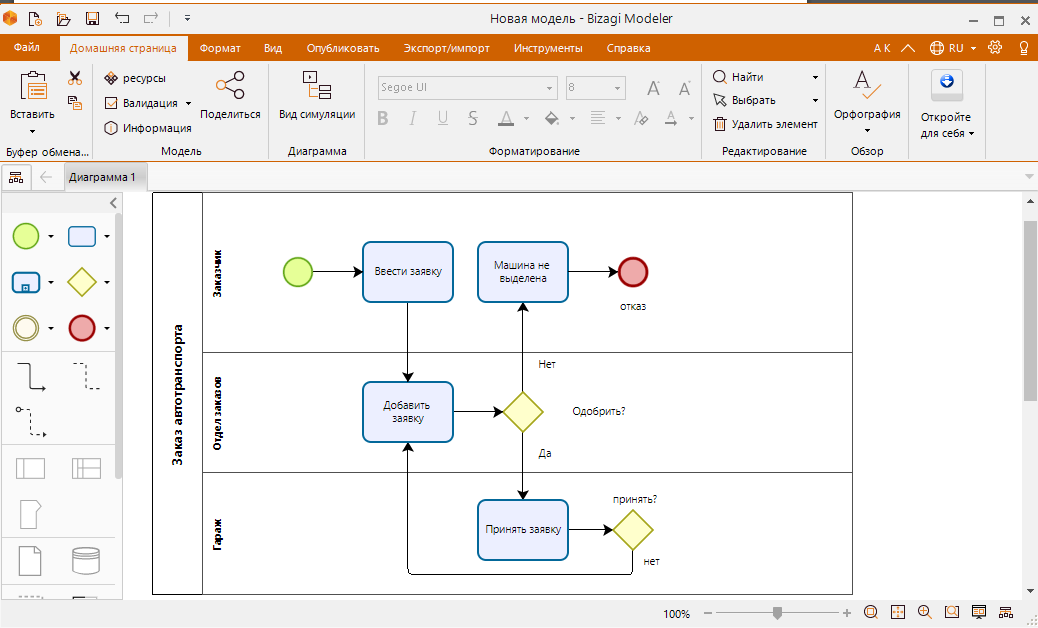 Новая модель - Bizagi Modeler
Файл
Домашняя страница
Формат
Вид
Опубликовать
Экспорт/импорт
Инструменты
Справка
A K
RU
Вставить
Буфер обмена...
ресурсы
Валидация
Информация
Поделиться
Модель
Вид симуляции
Диаграмма
Segoe UI
8
Форматирование
Найти
Выбрать
Удалить элемент
Редактирование
Орфография
Обзор
Откройте
для себя
Диаграмма 1
Заказ автотранспорта
Заказчик
Ввести заявку
Машина не
выделена
отказ
Отдел заказов
Нет
Добавить
заявку
Одобрить?
Да
Гараж
принять?
Принять заявку
нет
100%